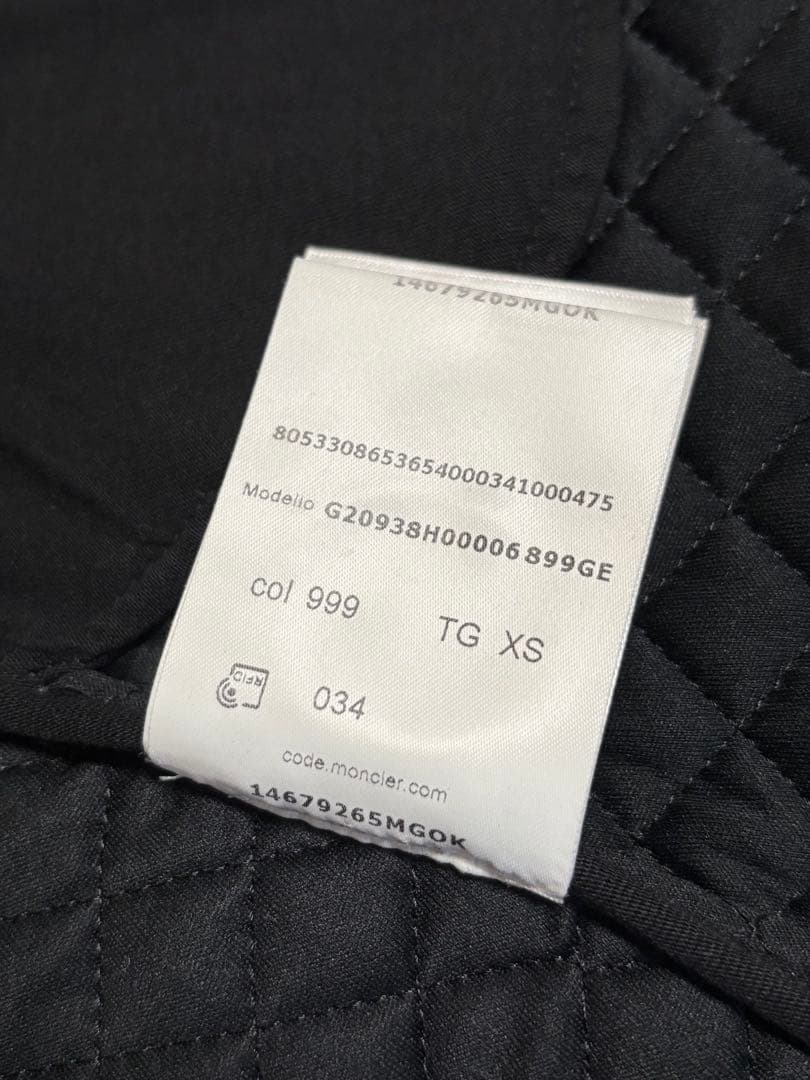 14679265MGOK
8053308653654000341000475
Modello G20938H00006 899GE
col 999 TG XS
RFID 034
code.moncler.com
14679265MGOK